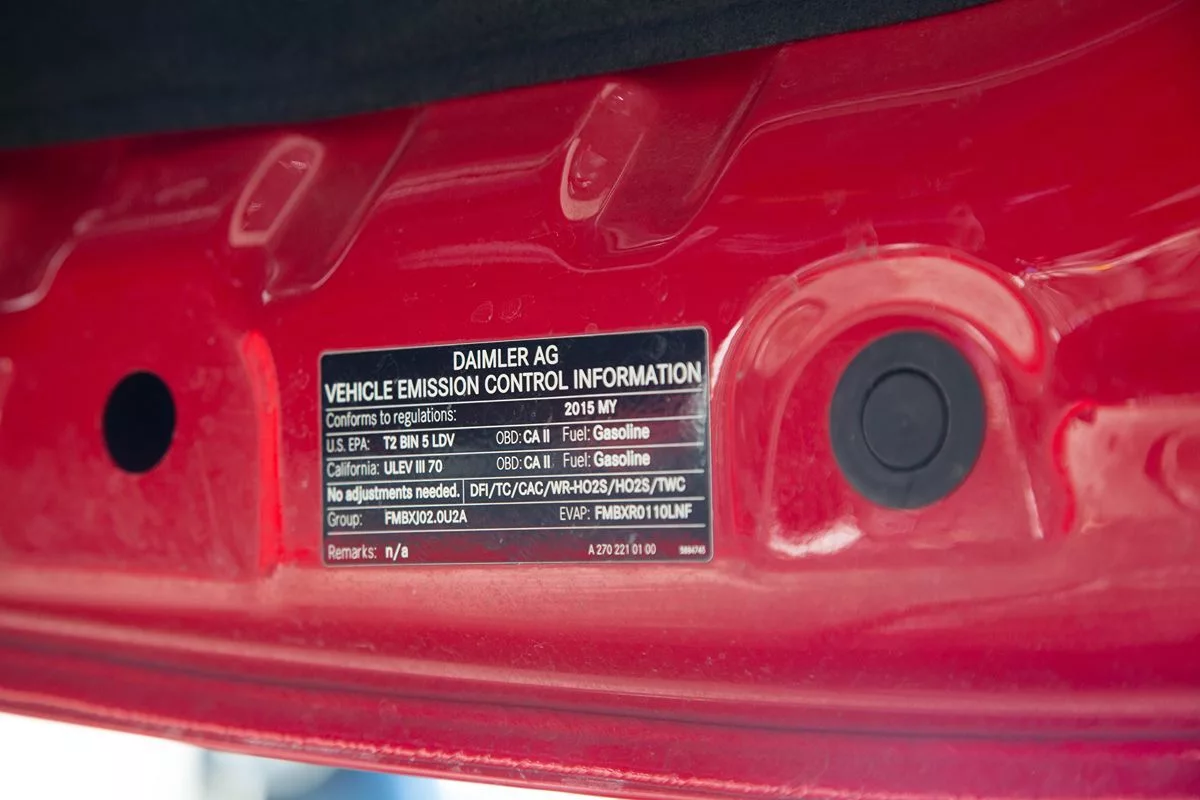 DAIMLER AG
VEHICLE EMISSION CONTROL INFORMATION
Conforms to regulations: 2015 MY
U.S. EPA: T2 BIN 5 LDV OBD: CA II Fuel: Gasoline
California: ULEV III 70 OBD: CA II Fuel: Gasoline
No adjustments needed. DFI/TC/CAC/WR-HO2S/HO2S/TWC
Group: FMBXJ02.0U2A EVAP: FMBXR0110LNF
Remarks: n/a A 270 221 01 00